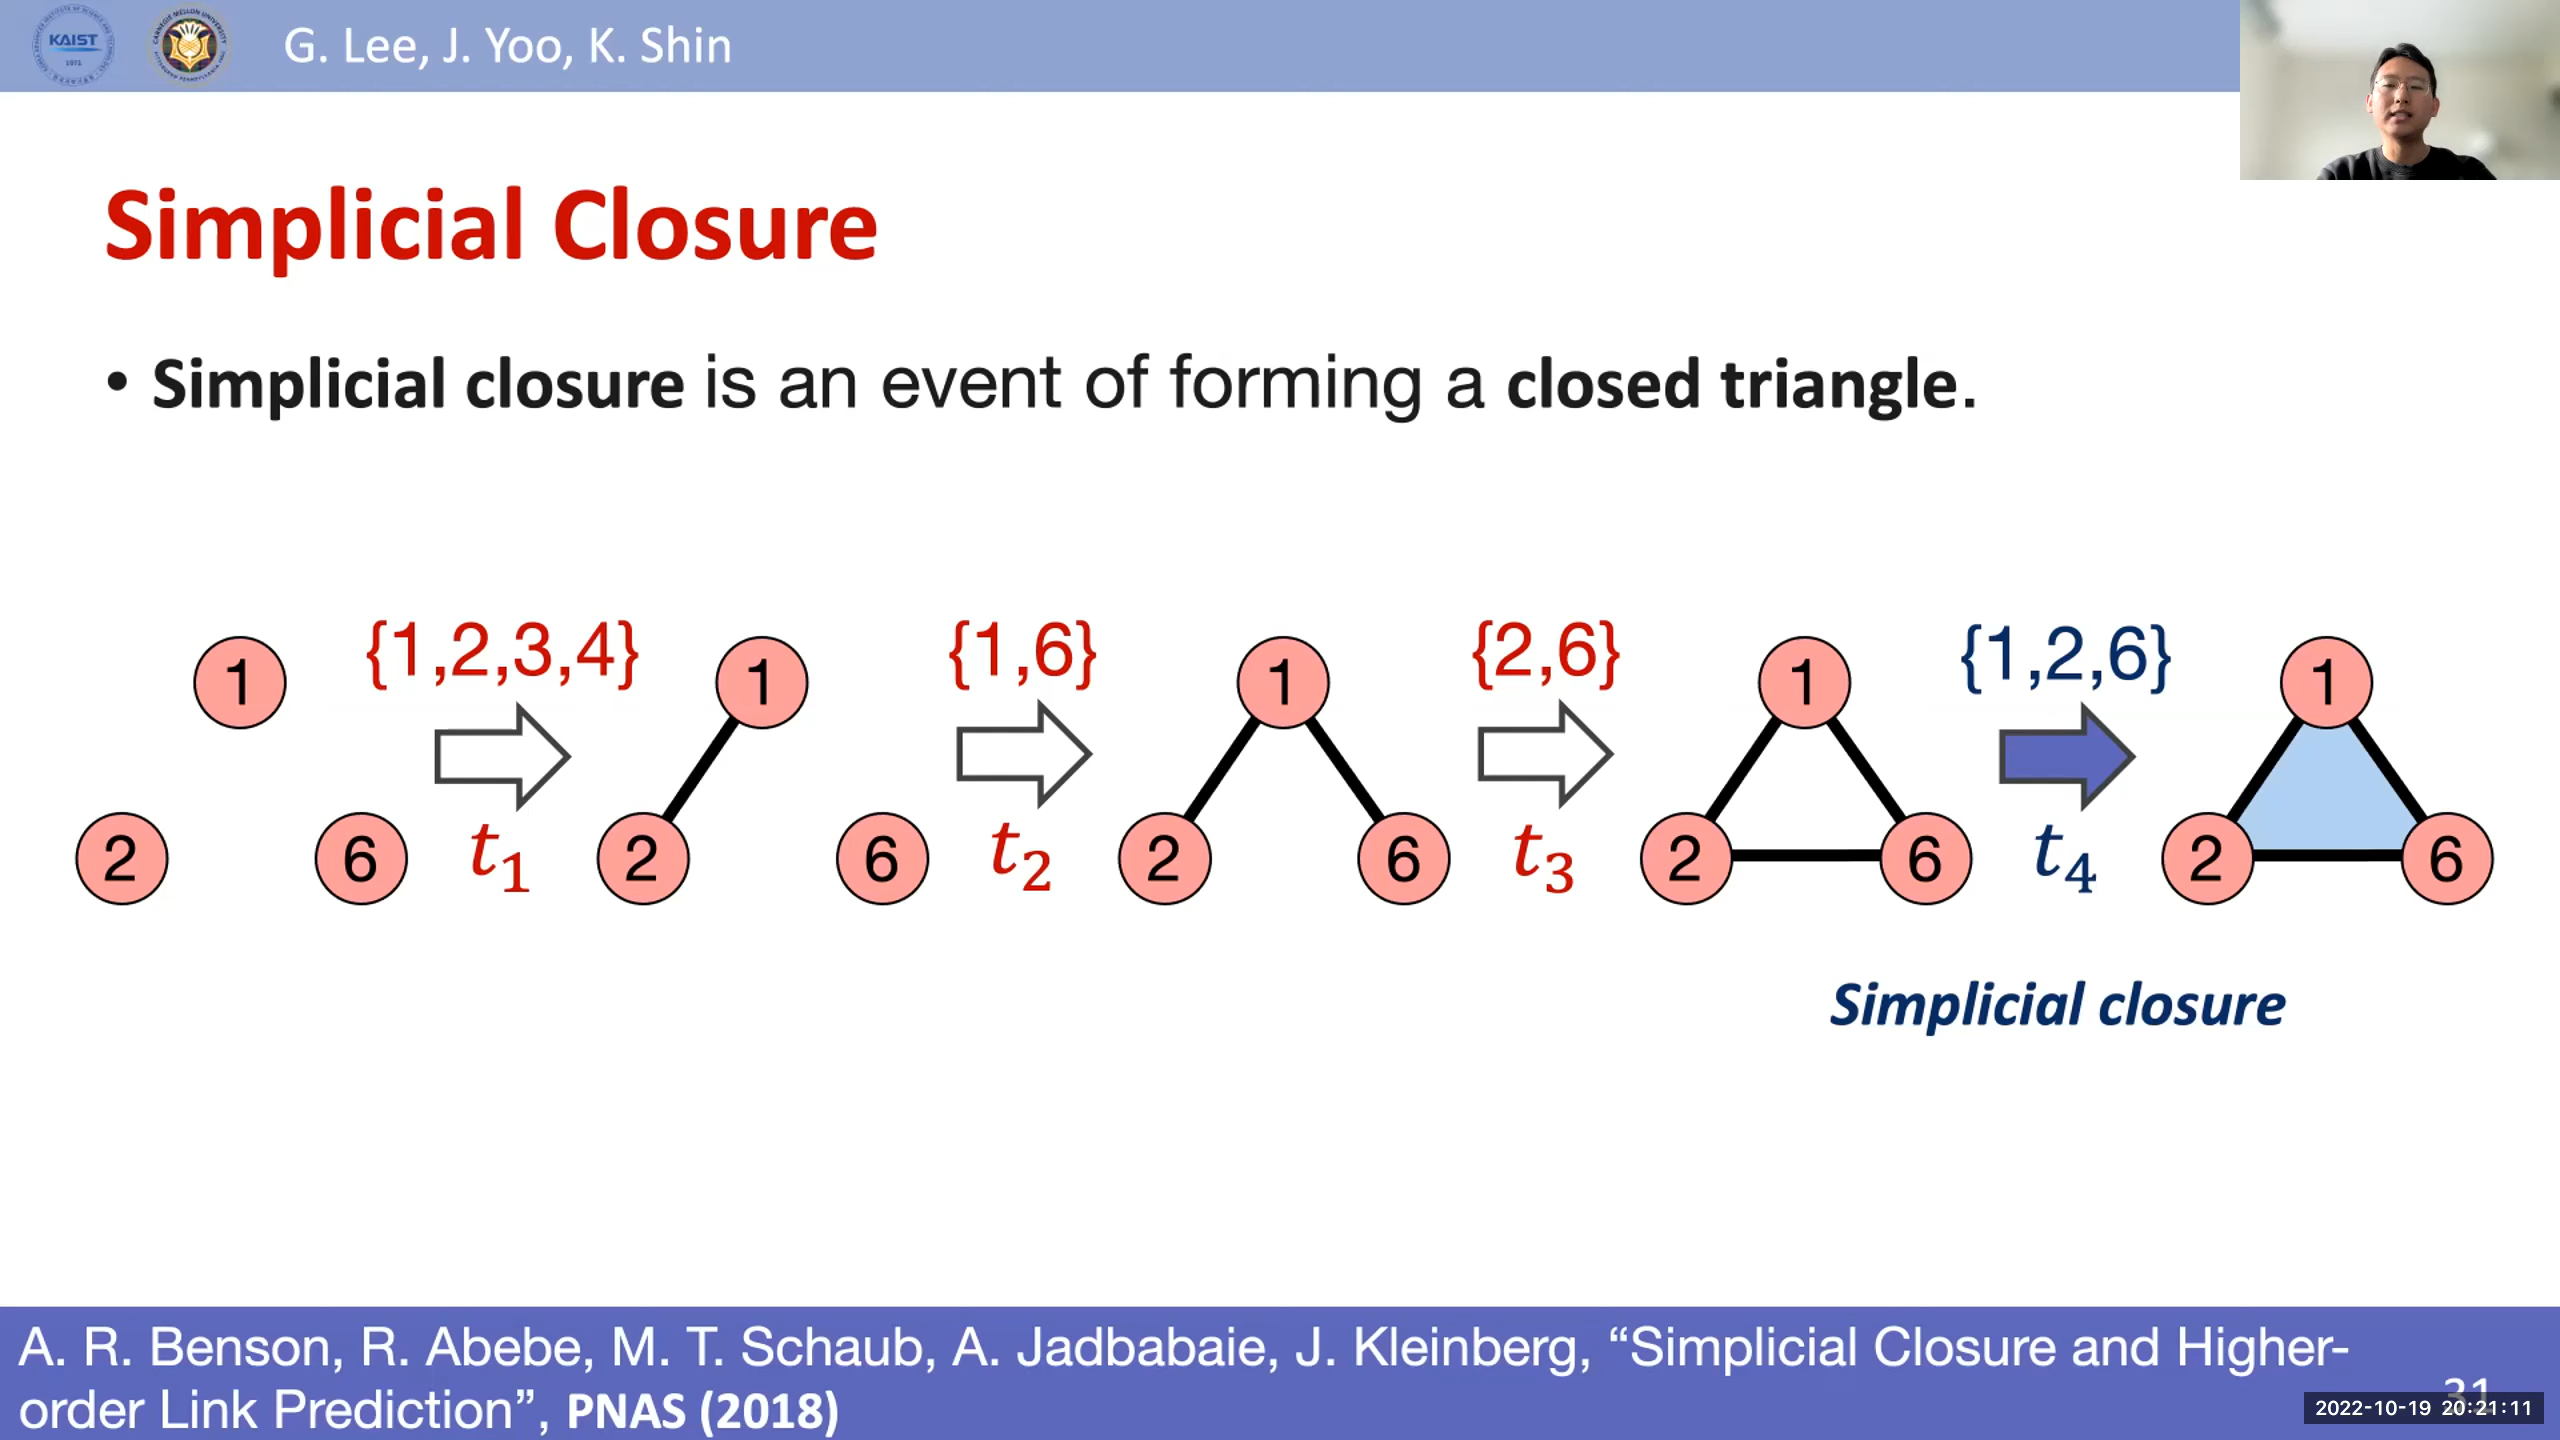 KAIST
1971
G. Lee, J. Yoo, K. Shin
Simplicial Closure
• Simplicial closure is an event of forming a closed triangle.
{1,2,3,4} {1,6} {2,6} {1,2,6}
1 1 1 1 1
2 6 t₁ 2 6 t₂ 2 6 t₃ 2 6 t₄ 2 6
Simplicial closure
A. R. Benson, R. Abebe, M. T. Schaub, A. Jadbabaie, J. Kleinberg, “Simplicial Closure and Higher-
order Link Prediction”, PNAS (2018)
31
2022-10-19 20:21:11